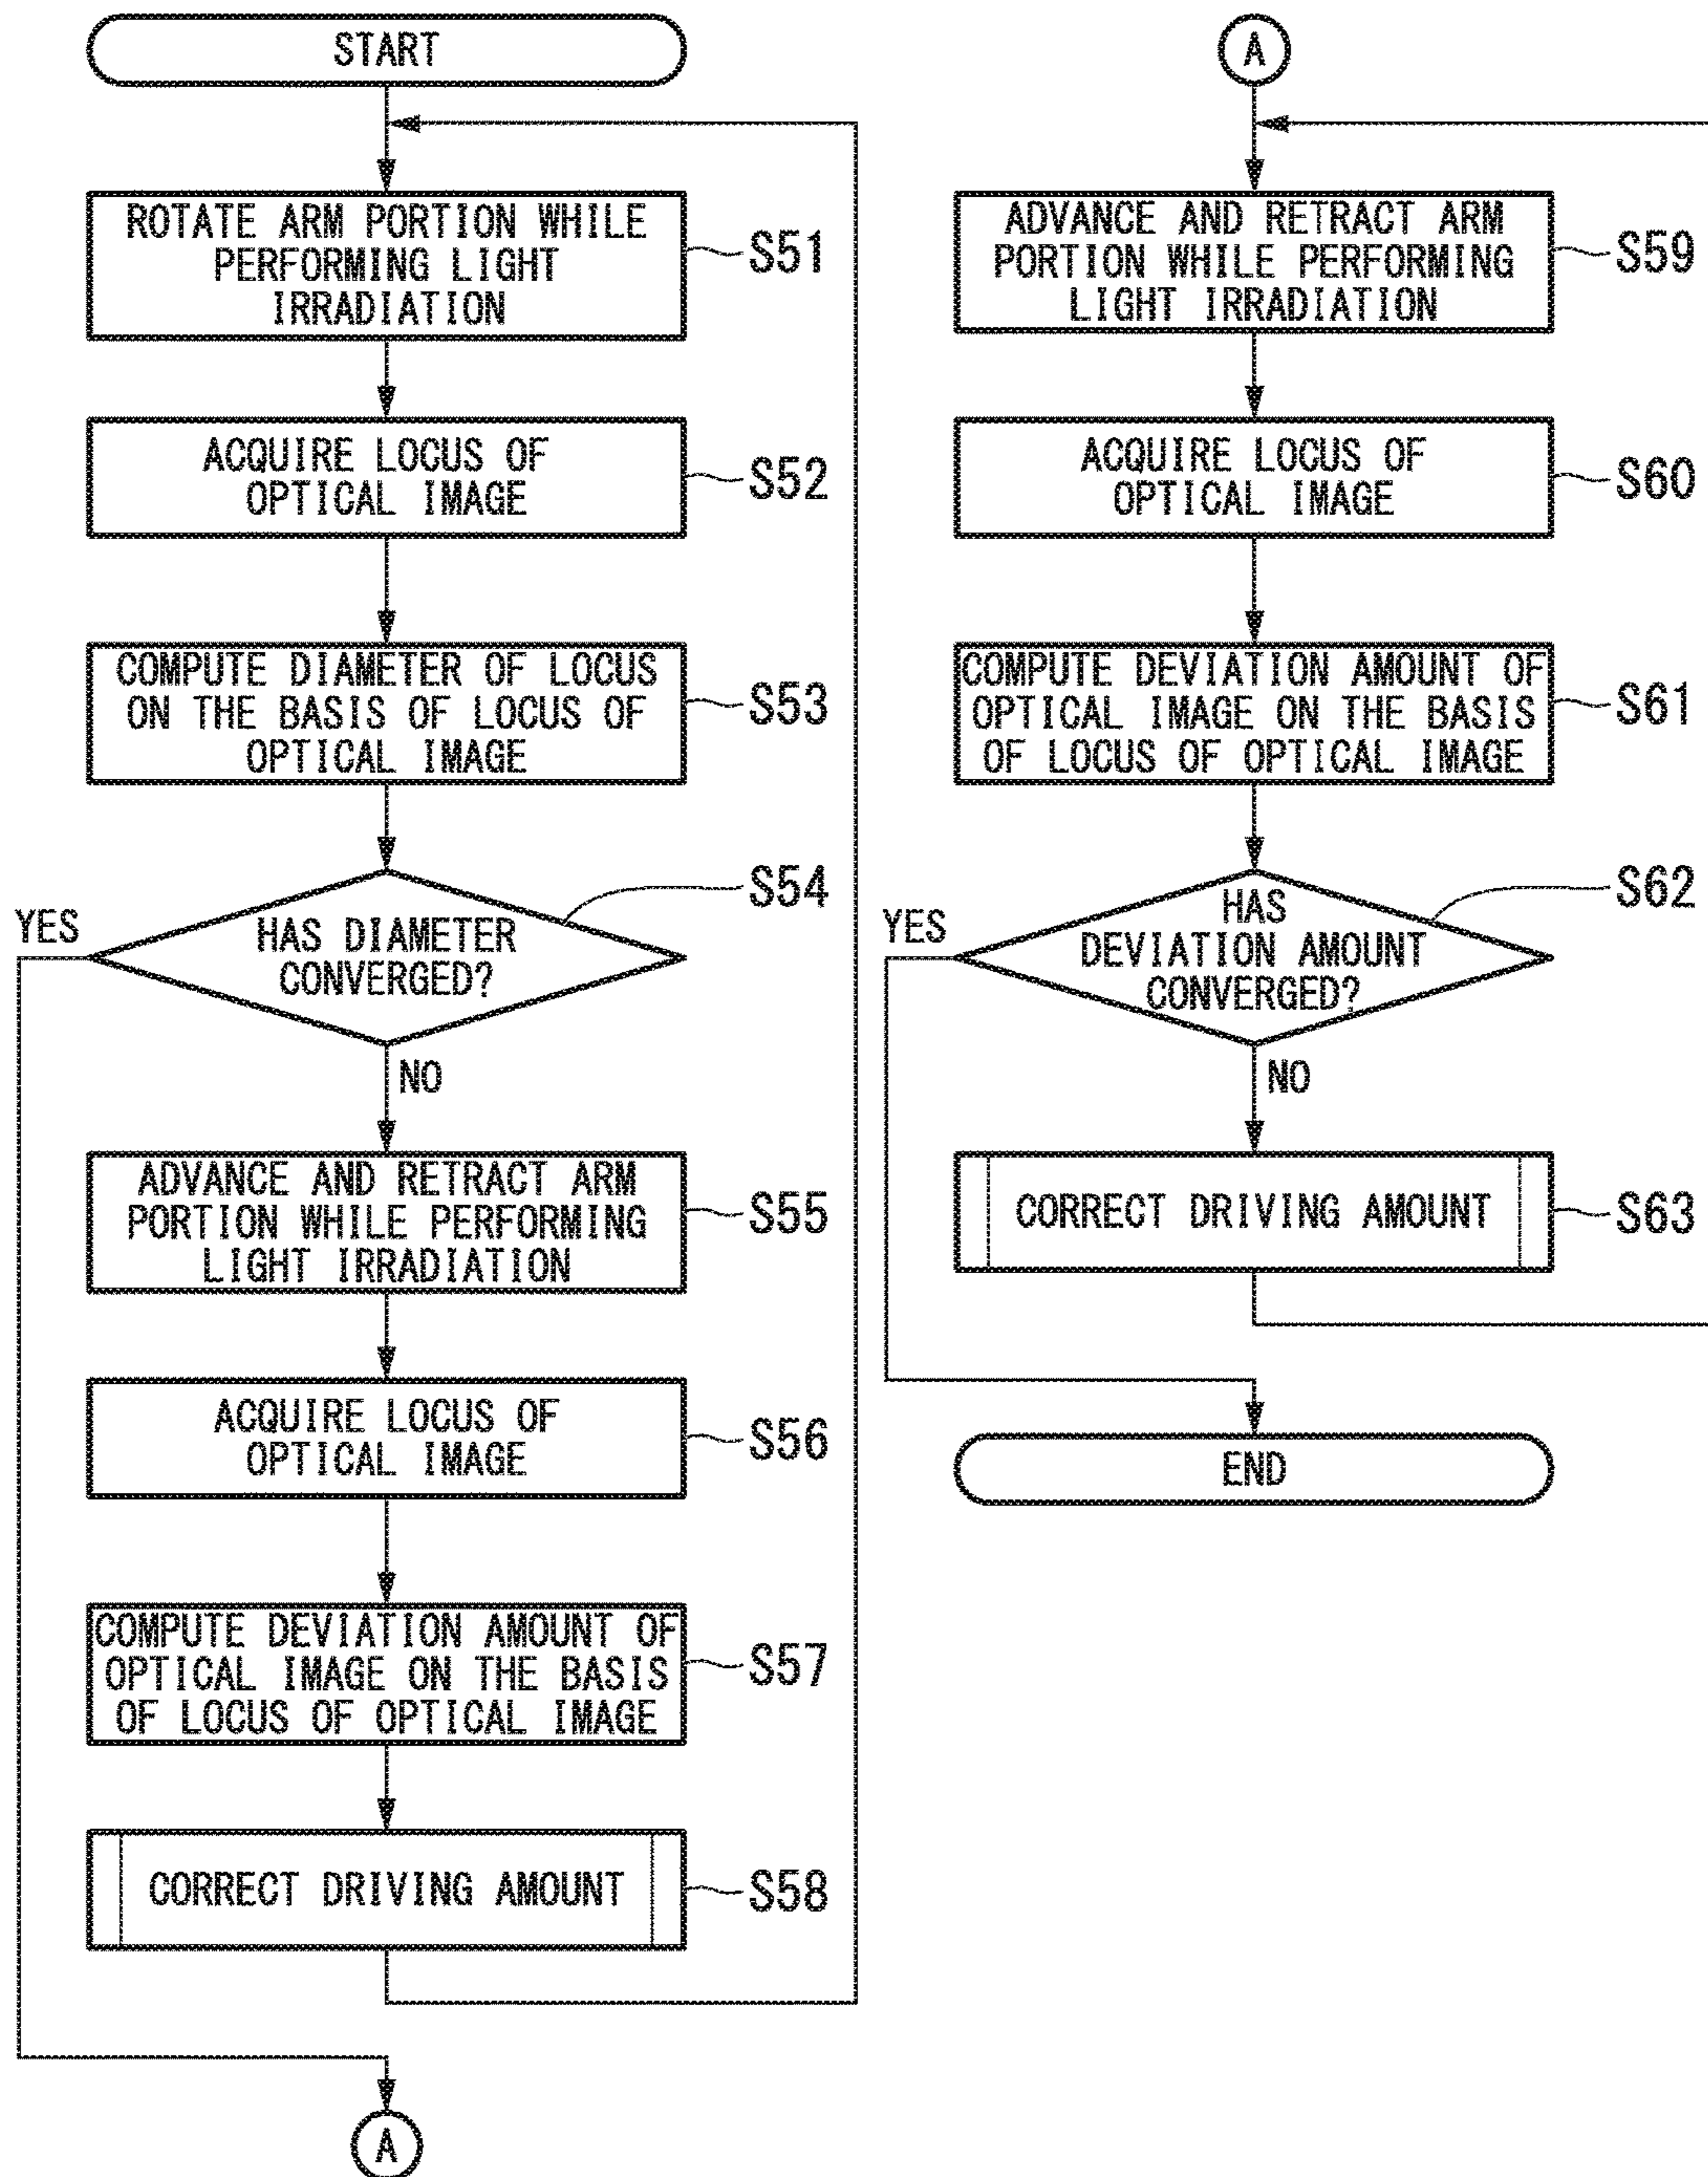 START
ROTATE ARM PORTION WHILE
PERFORMING LIGHT
IRRADIATION
S51
ACQUIRE LOCUS OF
OPTICAL IMAGE
S52
COMPUTE DIAMETER OF LOCUS
ON THE BASIS OF LOCUS OF
OPTICAL IMAGE
S53
S54
YES
HAS DIAMETER
CONVERGED?
NO
ADVANCE AND RETRACT ARM
PORTION WHILE PERFORMING
LIGHT IRRADIATION
S55
ACQUIRE LOCUS OF
OPTICAL IMAGE
S56
COMPUTE DEVIATION AMOUNT OF
OPTICAL IMAGE ON THE BASIS
OF LOCUS OF OPTICAL IMAGE
S57
CORRECT DRIVING AMOUNT
S58
A
A
ADVANCE AND RETRACT ARM
PORTION WHILE PERFORMING
LIGHT IRRADIATION
S59
ACQUIRE LOCUS OF
OPTICAL IMAGE
S60
COMPUTE DEVIATION AMOUNT OF
OPTICAL IMAGE ON THE BASIS
OF LOCUS OF OPTICAL IMAGE
S61
S62
YES
HAS
DEVIATION AMOUNT
CONVERGED?
NO
CORRECT DRIVING AMOUNT
S63
END